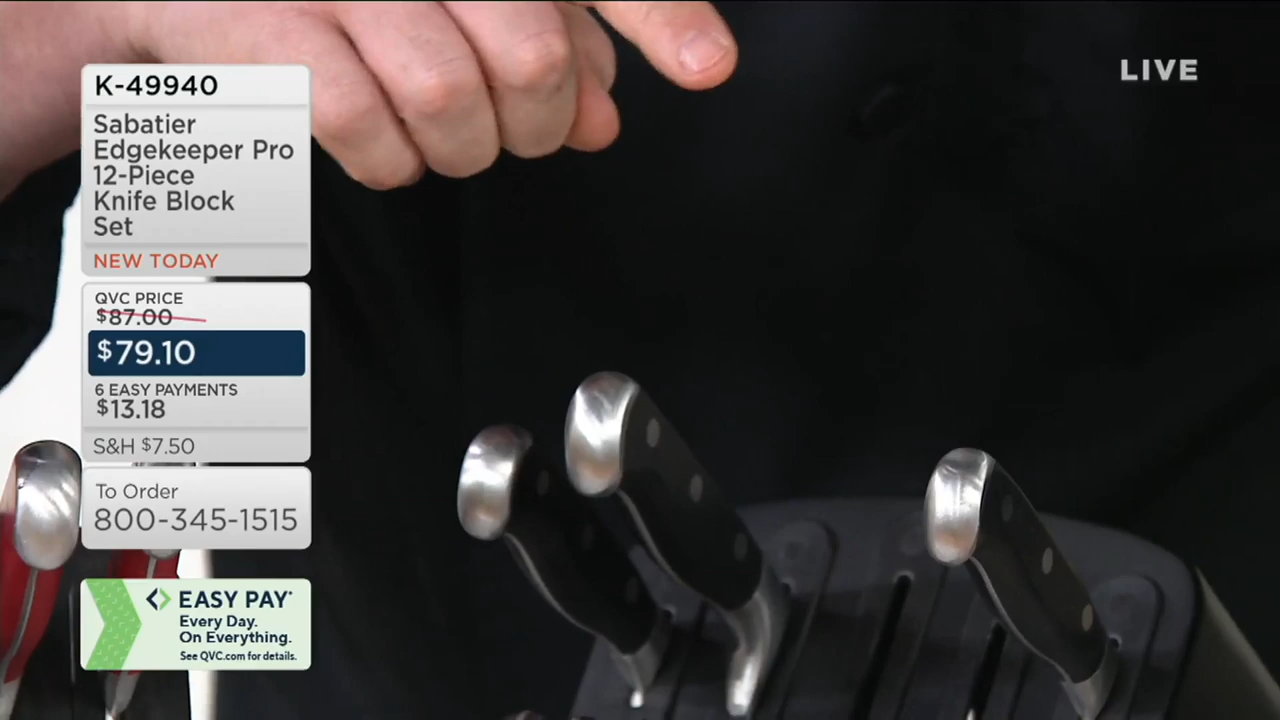 K-49940
Sabatier
Edgekeeper Pro
12-Piece
Knife Block
Set
NEW TODAY
QVC PRICE
$87.00
$79.10
6 EASY PAYMENTS
$13.18
S&H $7.50
To Order
800-345-1515
EASY PAY*
Every Day.
On Everything.
See QVC.com for details.
LIVE